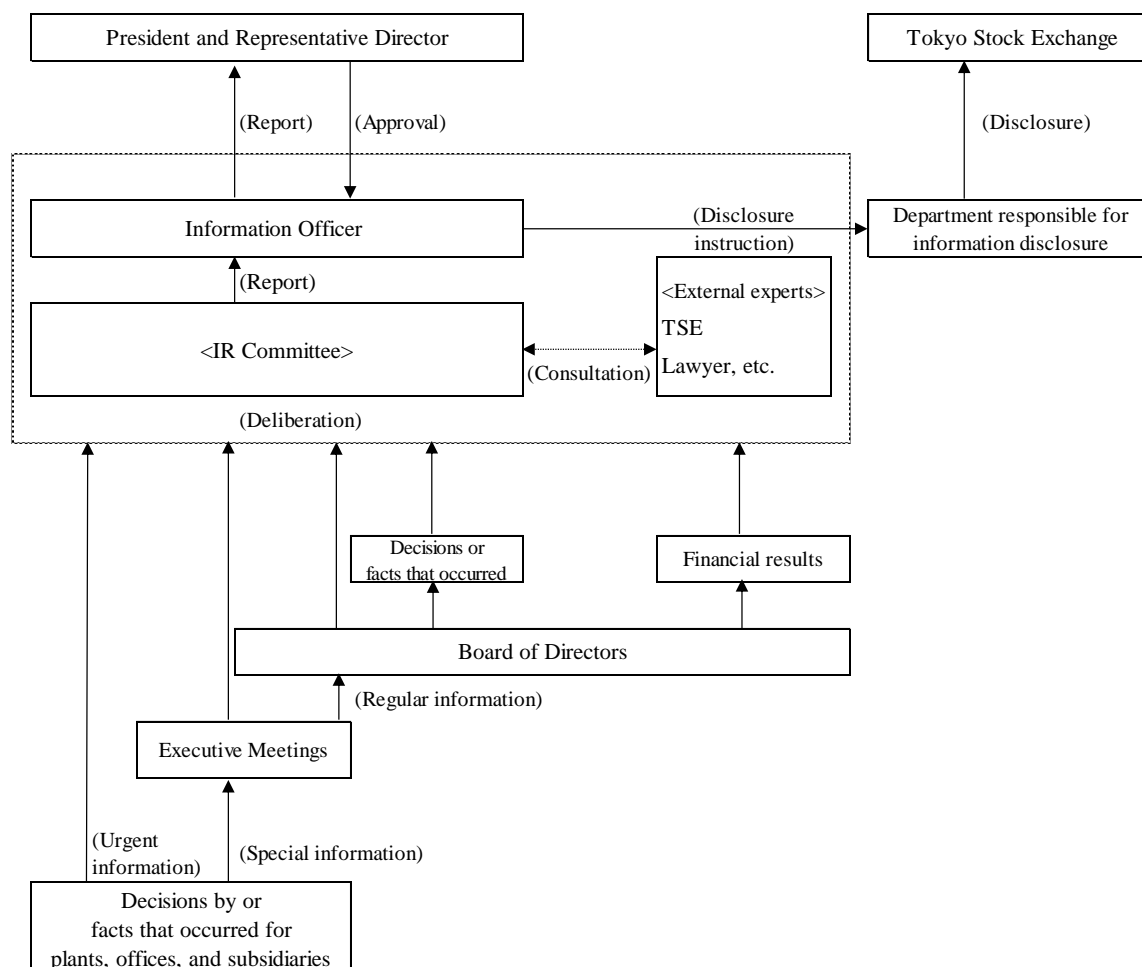 President and Representative Director
Tokyo Stock Exchange
(Report)
(Approval)
(Disclosure)
Information Officer
(Disclosure
instruction)
Department responsible for
information disclosure
(Report)
<External experts>
TSE
Lawyer, etc.
<IR Committee>
(Consultation)
(Deliberation)
Decisions or
facts that occurred
Financial results
Board of Directors
(Regular information)
Executive Meetings
(Urgent
information)
(Special information)
Decisions by or
facts that occurred for
plants, offices, and subsidiaries